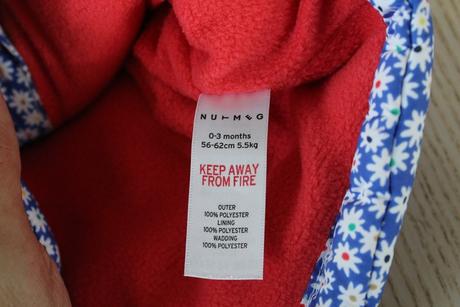 NUTMEG
0-3 months
56-62cm 5.5kg
KEEP AWAY
FROM FIRE
OUTER
100% POLYESTER
LINING
100% POLYESTER
WADDING
100% POLYESTER